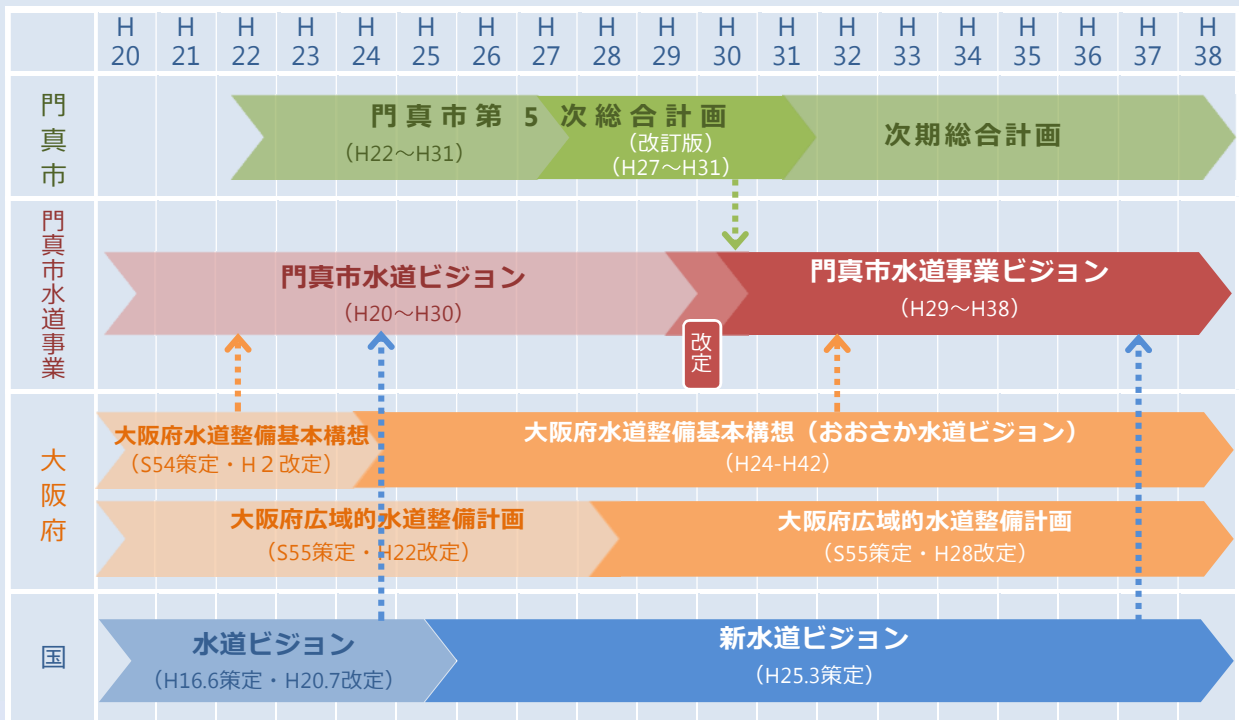 H 20 H 21 H 22 H 23 H 24 H 25 H 26 H 27 H 28 H 29 H 30 H 31 H 32 H 33 H 34 H 35 H 36 H 37 H 38
門真市
門真市第 5 次総合計画
(H22～H31)
(改訂版)
(H27～H31)
次期総合計画
門真市水道事業
門真市水道ビジョン
(H20～H30)
改定
門真市水道事業ビジョン
(H29～H38)
大阪府
大阪府水道整備基本構想
（S54策定・H２改定）
大阪府水道整備基本構想（おおさか水道ビジョン）
(H24-H42)
大阪府広域的水道整備計画
（S55策定・H22改定）
大阪府広域的水道整備計画
（S55策定・H28改定）
国
水道ビジョン
（H16.6策定・H20.7改定）
新水道ビジョン
（H25.3策定）